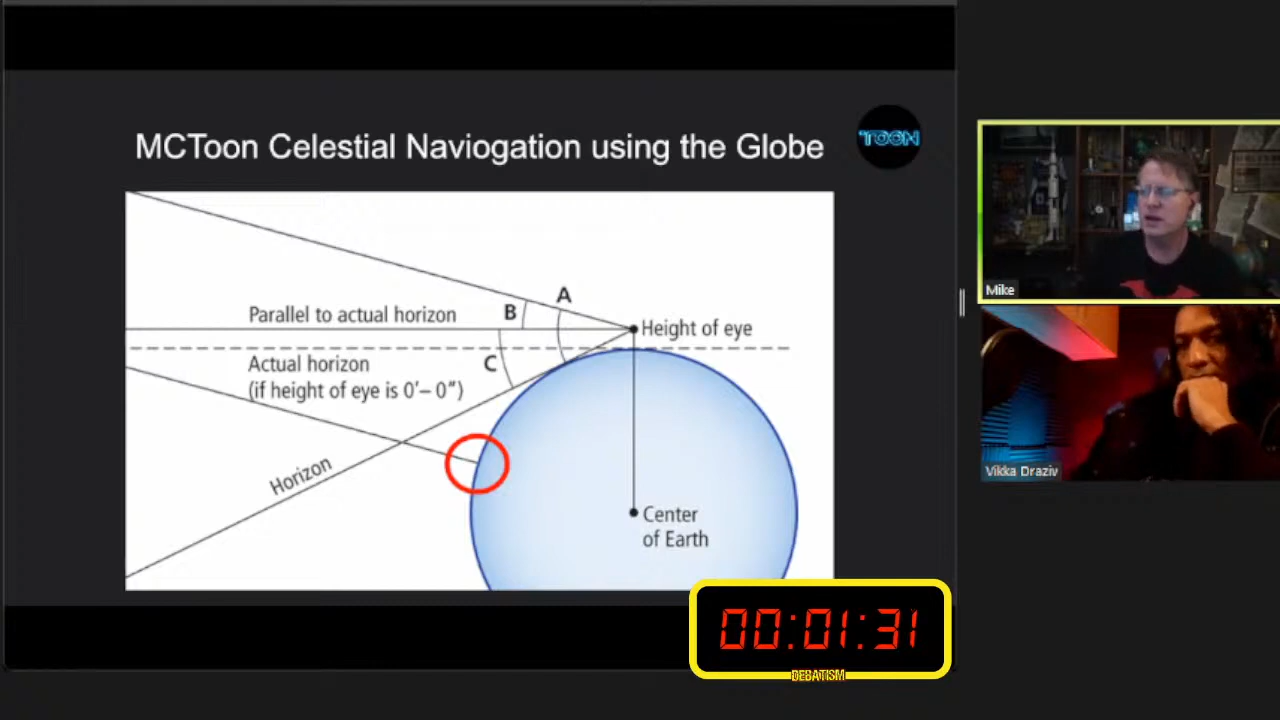 MCToon Celestial Naviogation using the Globe
TOON
A
B
Parallel to actual horizon
Height of eye
Actual horizon
(if height of eye is 0'– 0")
C
Horizon
Center
of Earth
00:01:31
DEBATISM
Mike
Vikka Draziv